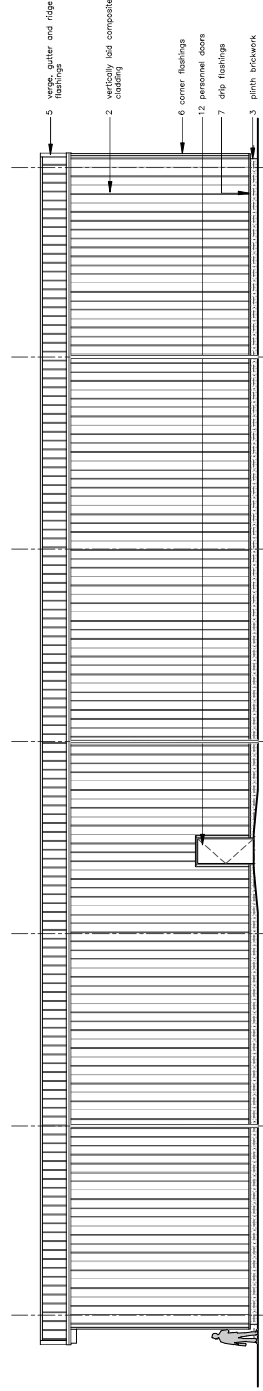 5 verge, gutter and ridge
flashings
2 vertically laid composite
cladding
6 corner flashings
12 personnel doors
7 drip flashings
3 plinth brickwork